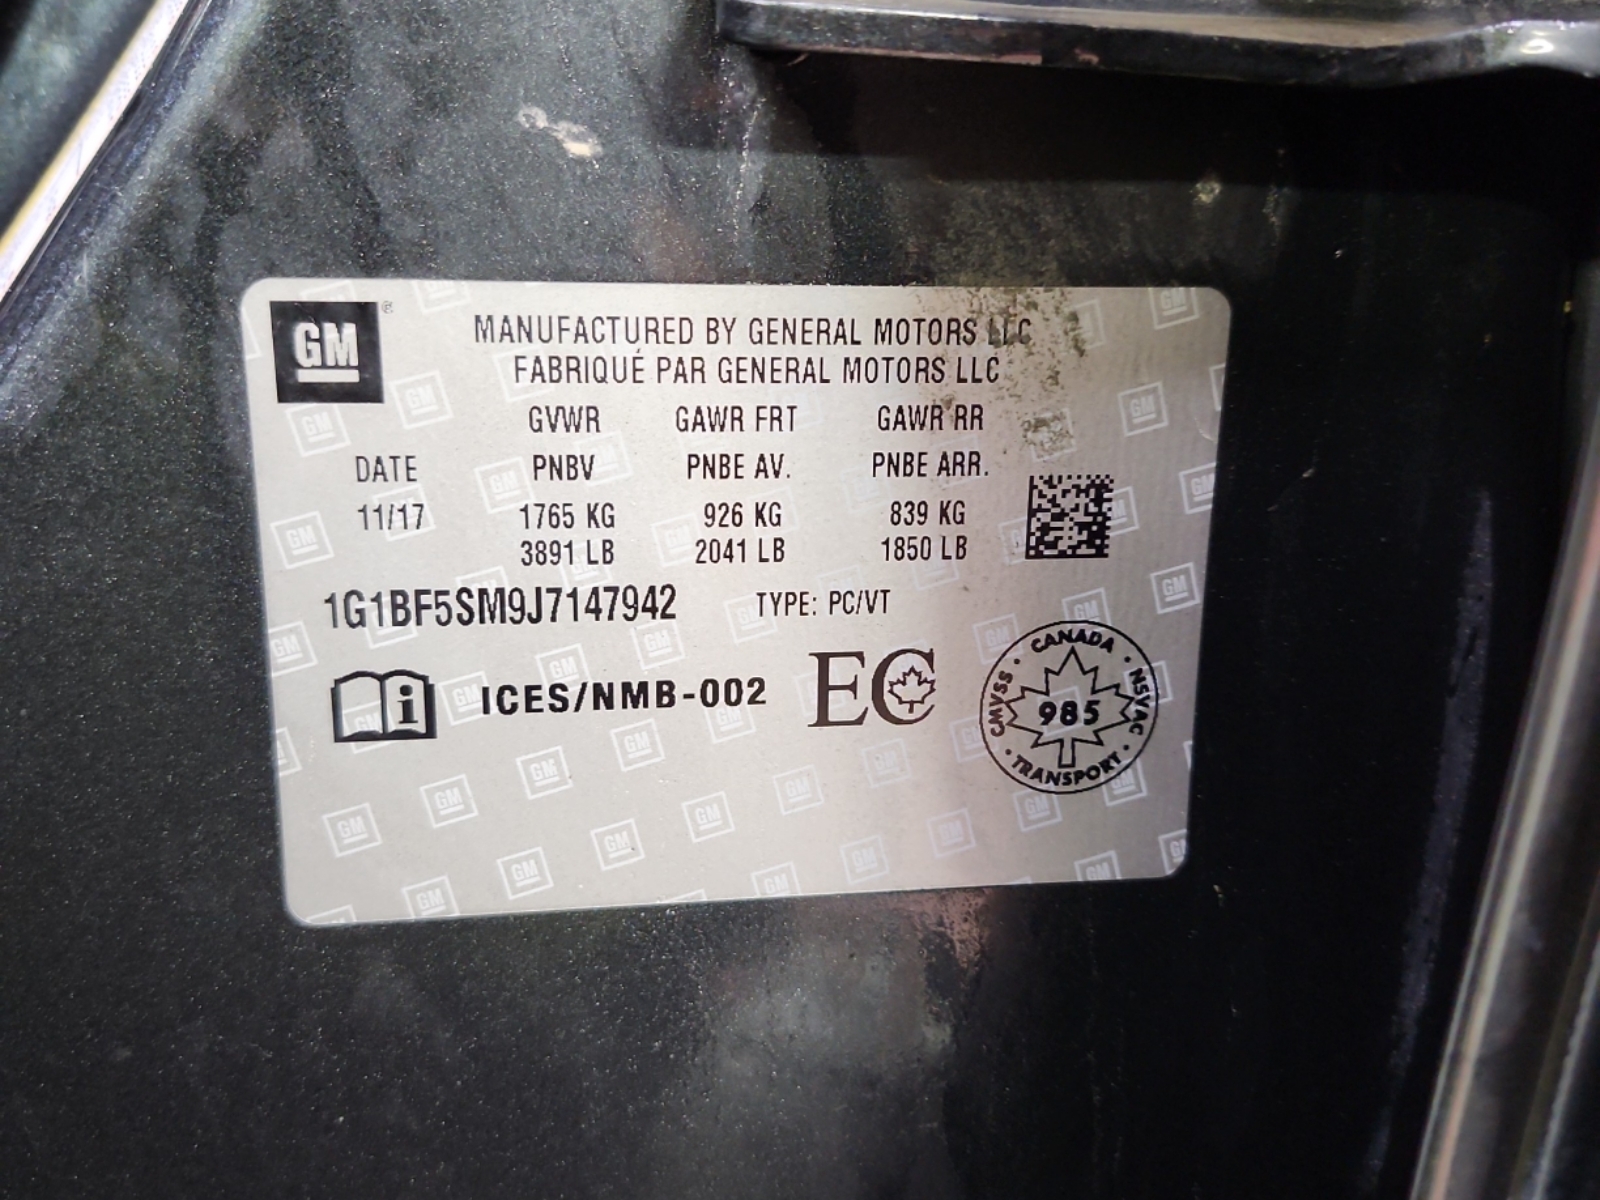 GM ®
MANUFACTURED BY GENERAL MOTORS LLC
FABRIQUÉ PAR GENERAL MOTORS LLC
GVWR GAWR FRT GAWR RR
DATE PNBV PNBE AV. PNBE ARR.
11/17 1765 KG 926 KG 839 KG
3891 LB 2041 LB 1850 LB
1G1BF5SM9J7147942 TYPE: PC/VT
i ICES/NMB-002 EC
CANADA
CMVSS · NSVAC
985
TRANSPORT